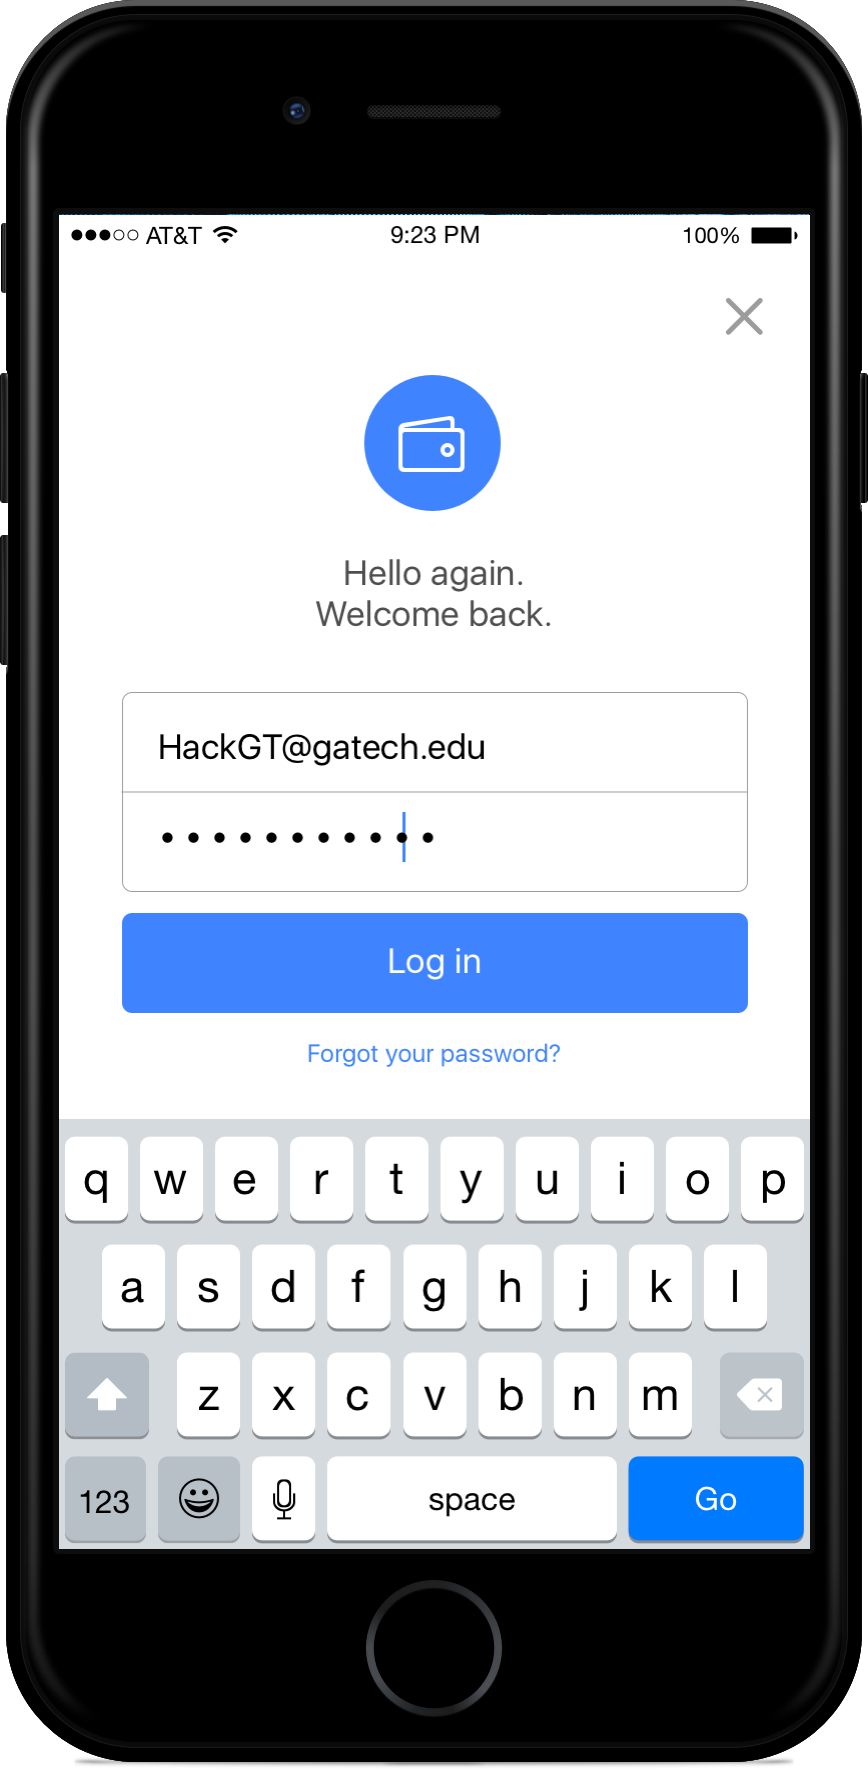 AT&T 9:23 PM 100%
Hello again.
Welcome back.
HackGT@gatech.edu
•••••••••••
Log in
Forgot your password?
q w e r t y u i o p
a s d f g h j k l
z x c v b n m
123 space Go